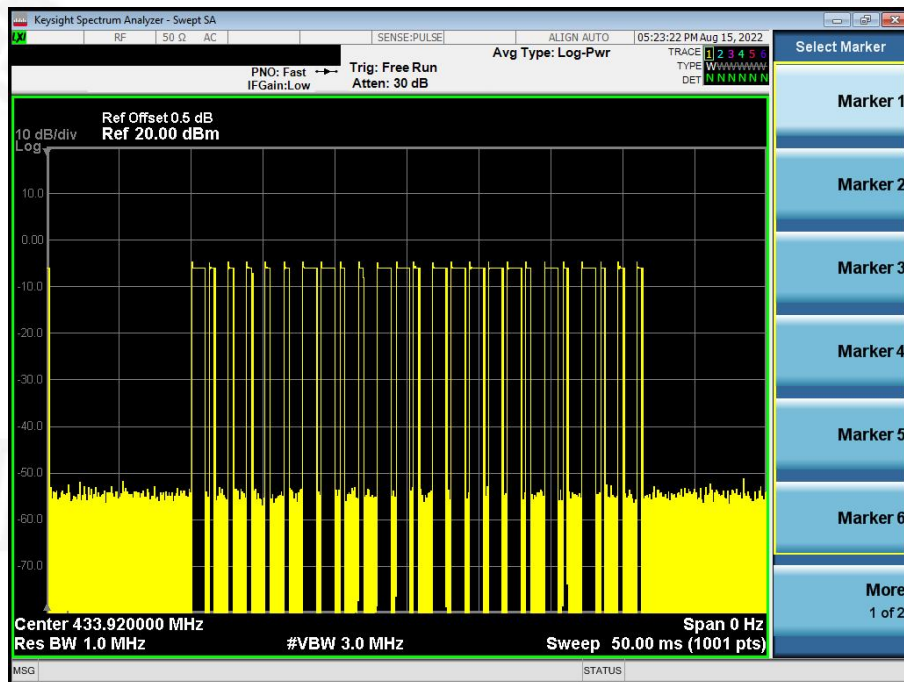 Keysight Spectrum Analyzer - Swept SA
LXI RF 50 Ω AC SENSE:PULSE ALIGN AUTO 05:23:22 PM Aug 15, 2022
Avg Type: Log-Pwr
PNO: Fast
IFGain:Low
Trig: Free Run
Atten: 30 dB
TRACE 1 2 3 4 5 6
TYPE WWWWWWW
DET N N N N N N
Select Marker
Marker 1
Marker 2
Marker 3
Marker 4
Marker 5
Marker 6
More
1 of 2
Ref Offset 0.5 dB
10 dB/div Ref 20.00 dBm
Log
10.0
0.00
-10.0
-20.0
-30.0
-40.0
-50.0
-60.0
-70.0
Center 433.920000 MHz Span 0 Hz
Res BW 1.0 MHz #VBW 3.0 MHz Sweep 50.00 ms (1001 pts)
MSG STATUS